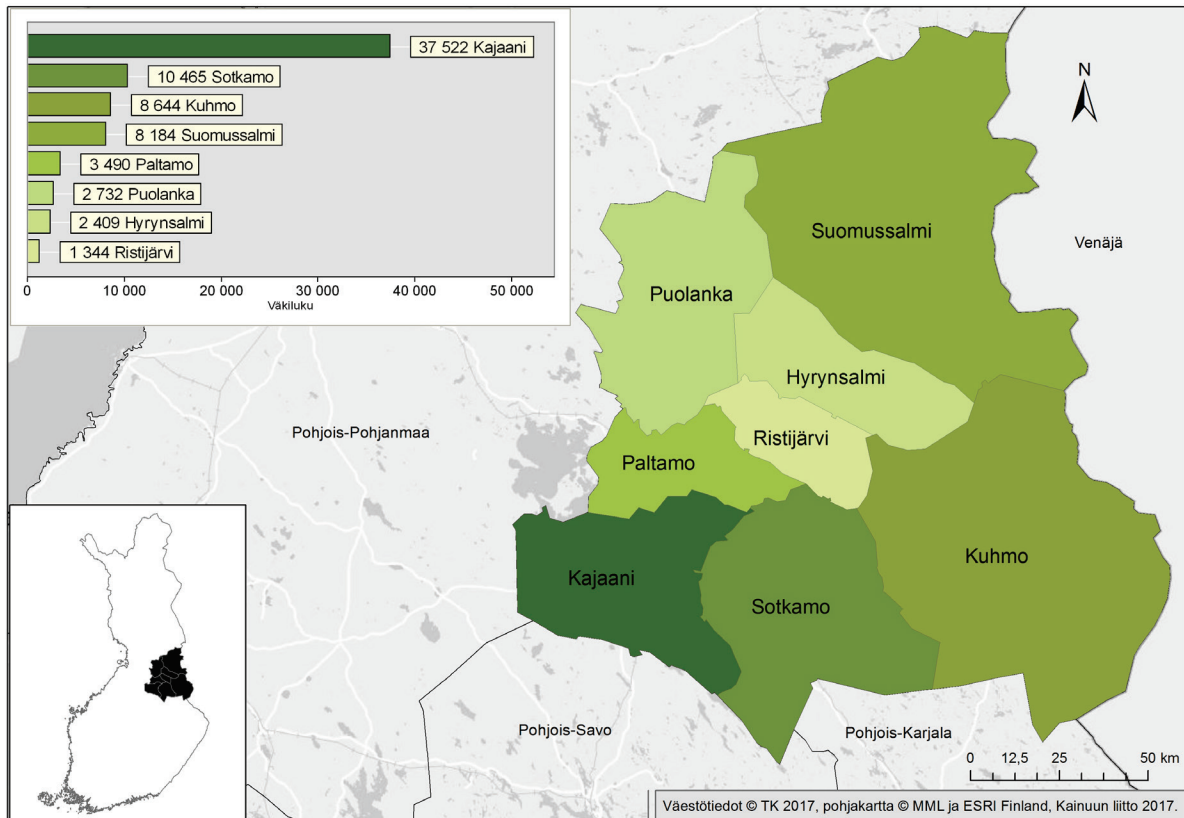 37 522 Kajaani
10 465 Sotkamo
8 644 Kuhmo
8 184 Suomussalmi
3 490 Paltamo
2 732 Puolanka
2 409 Hyrynsalmi
1 344 Ristijärvi
0 10 000 20 000 30 000 40 000 50 000
Väkiluku
N
Suomussalmi
Venäjä
Puolanka
Hyrynsalmi
Pohjois-Pohjanmaa
Ristijärvi
Paltamo
Kuhmo
Kajaani
Sotkamo
Pohjois-Savo
Pohjois-Karjala
0 12,5 25 50 km
Väestötiedot © TK 2017, pohjakartta © MML ja ESRI Finland, Kainuun liitto 2017.